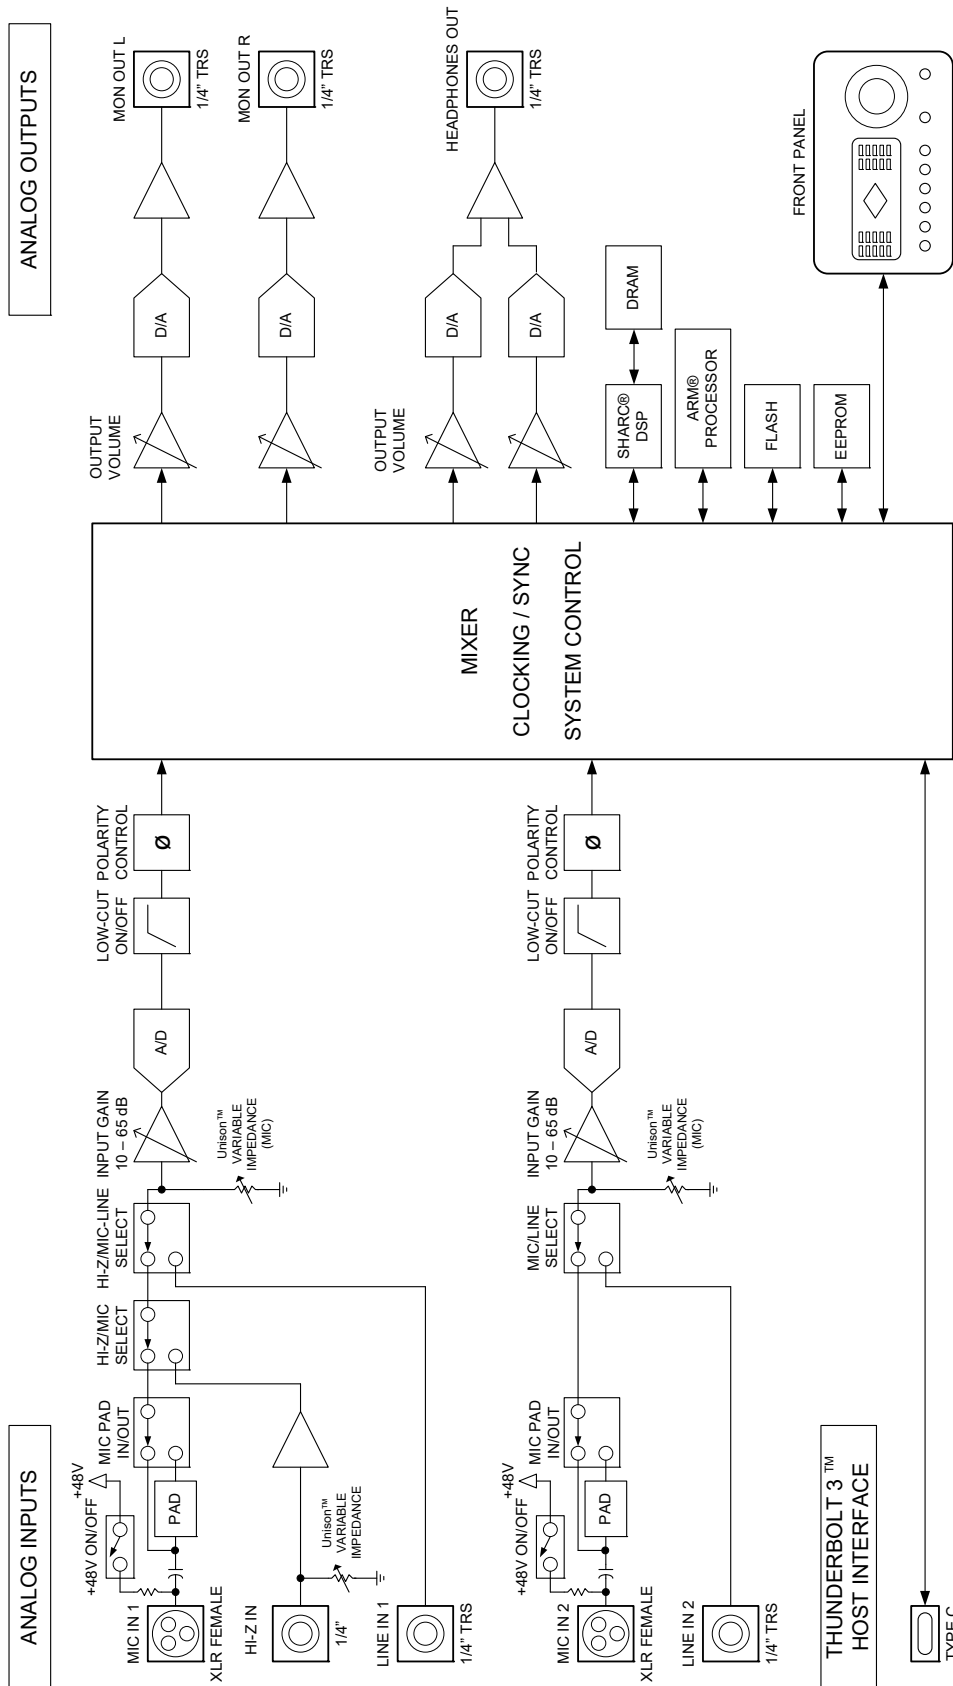 ANALOG INPUTS
ANALOG OUTPUTS
+48V ON/OFF
+48V
MIC IN 1
XLR FEMALE
PAD
MIC PAD
IN/OUT
HI-Z/MIC
SELECT
HI-Z/MIC-LINE
SELECT
INPUT GAIN
10 – 65 dB
Unison™
VARIABLE
IMPEDANCE
(MIC)
A/D
LOW-CUT
ON/OFF
POLARITY
CONTROL
Ø
HI-Z IN
1/4"
Unison™
VARIABLE
IMPEDANCE
LINE IN 1
1/4" TRS
+48V ON/OFF
+48V
MIC IN 2
XLR FEMALE
PAD
MIC PAD
IN/OUT
MIC/LINE
SELECT
INPUT GAIN
10 – 65 dB
Unison™
VARIABLE
IMPEDANCE
(MIC)
A/D
LOW-CUT
ON/OFF
POLARITY
CONTROL
Ø
LINE IN 2
1/4" TRS
THUNDERBOLT 3 ™
HOST INTERFACE
TYPE C
MIXER
CLOCKING / SYNC
SYSTEM CONTROL
OUTPUT
VOLUME
D/A
MON OUT L
1/4" TRS
D/A
MON OUT R
1/4" TRS
OUTPUT
VOLUME
D/A
D/A
HEADPHONES OUT
1/4" TRS
SHARC®
DSP
DRAM
ARM®
PROCESSOR
FLASH
EEPROM
FRONT PANEL